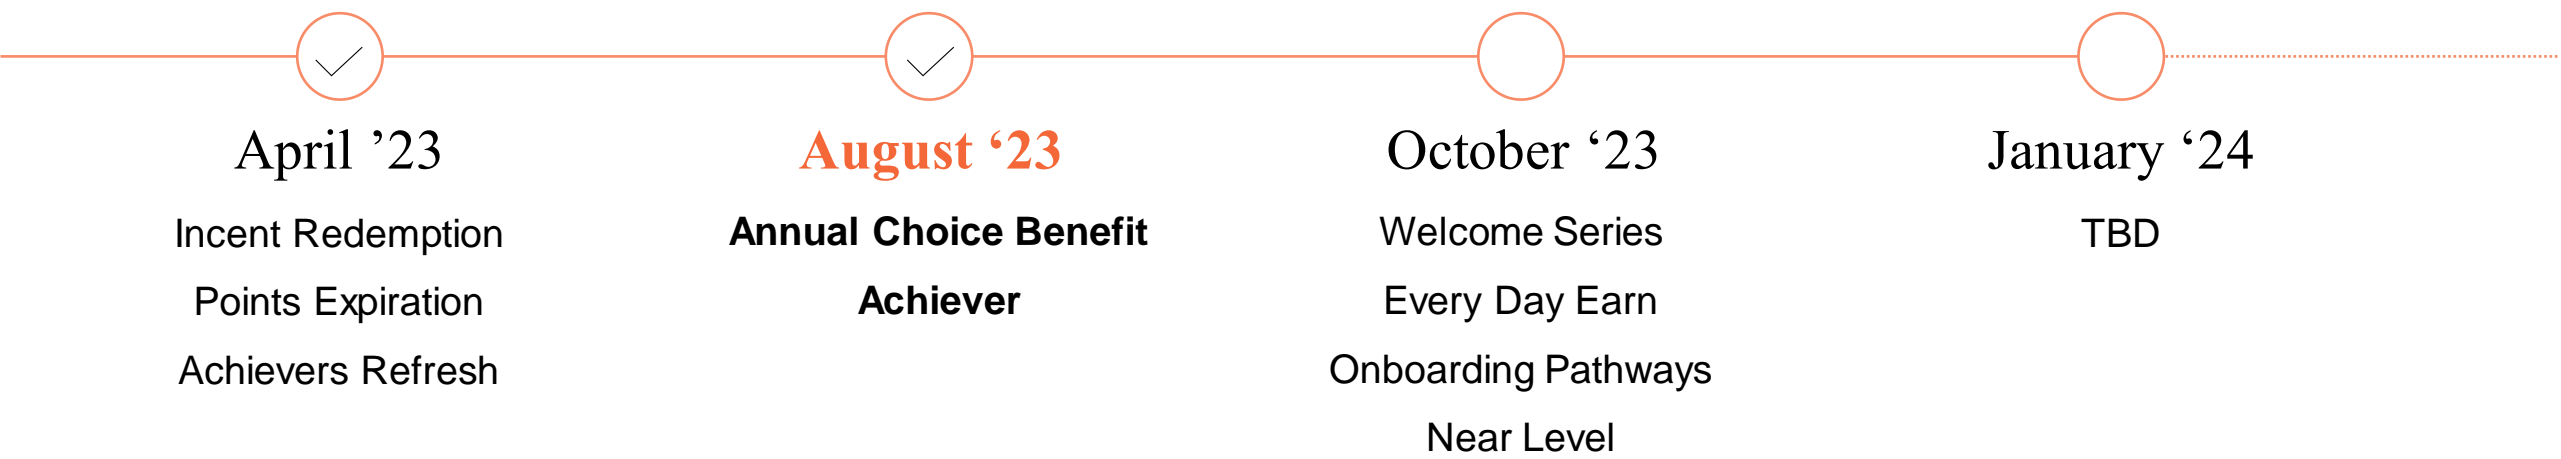 April ’23
Incent Redemption
Points Expiration
Achievers Refresh
August ‘23
Annual Choice Benefit
Achiever
October ‘23
Welcome Series
Every Day Earn
Onboarding Pathways
Near Level
January ‘24
TBD